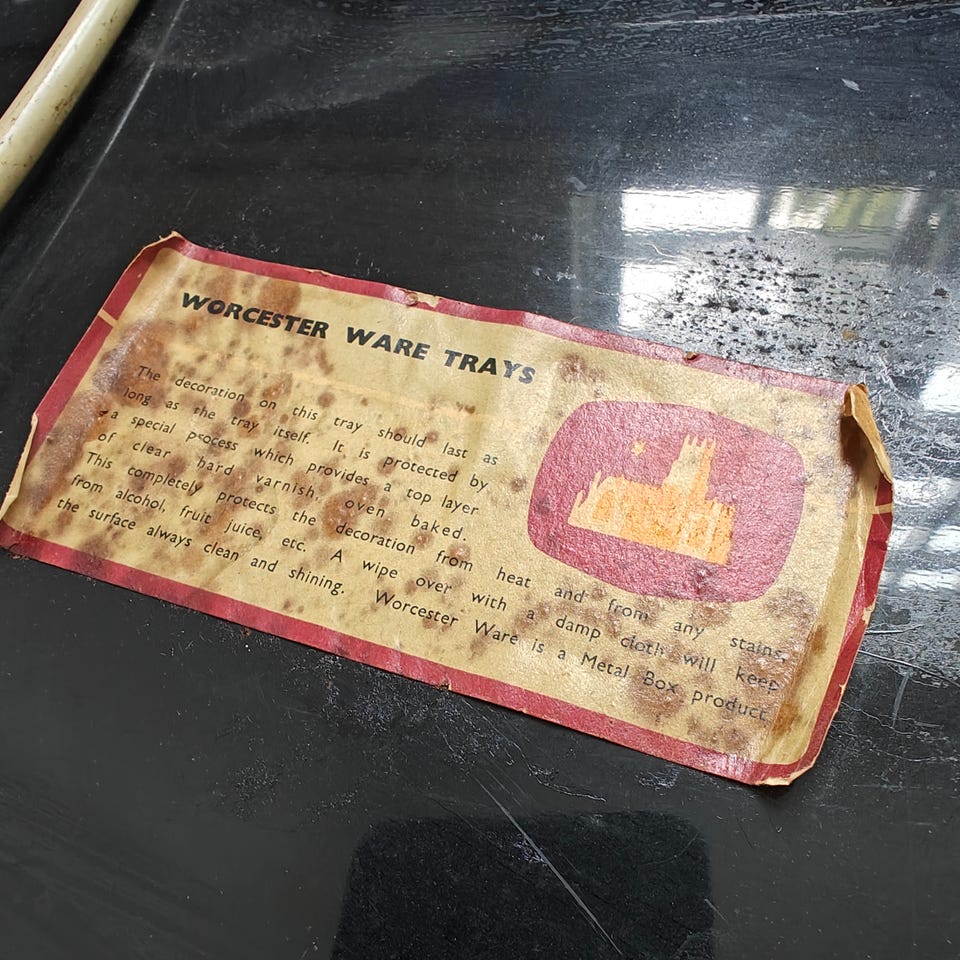 WORCESTER WARE TRAYS
The decoration on this tray should last as
long as the tray itself. It is protected by
a special process which provides a top layer
of clear hard varnish, oven baked.
This completely protects the decoration from heat and from any stains,
from alcohol, fruit juice, etc. A wipe over with a damp cloth will keep
the surface always clean and shining. Worcester Ware is a Metal Box product.